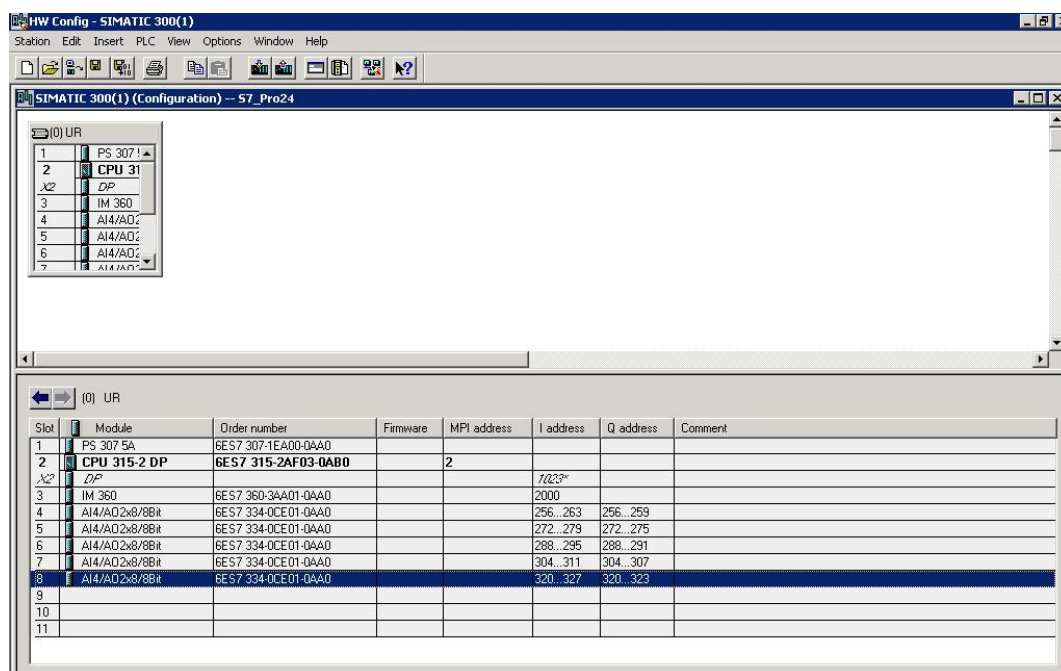 HW Config - SIMATIC 300(1)
Station Edit Insert PLC View Options Window Help
SIMATIC 300(1) (Configuration) -- S7_Pro24
(0) UR
1 PS 307 5
2 CPU 31
X2 DP
3 IM 360
4 AI4/AO2
5 AI4/AO2
6 AI4/AO2
7 AI4/AO2
(0) UR
Slot Module Order number Firmware MPI address I address Q address Comment
1 PS 307 5A 6ES7 307-1EA00-0AA0
2 CPU 315-2 DP 6ES7 315-2AF03-0AB0 2
X2 DP 1023*
3 IM 360 6ES7 360-3AA01-0AA0 2000
4 AI4/AO2x8/8Bit 6ES7 334-0CE01-0AA0 256...263 256...259
5 AI4/AO2x8/8Bit 6ES7 334-0CE01-0AA0 272...279 272...275
6 AI4/AO2x8/8Bit 6ES7 334-0CE01-0AA0 288...295 288...291
7 AI4/AO2x8/8Bit 6ES7 334-0CE01-0AA0 304...311 304...307
8 AI4/AO2x8/8Bit 6ES7 334-0CE01-0AA0 320...327 320...323
9
10
11